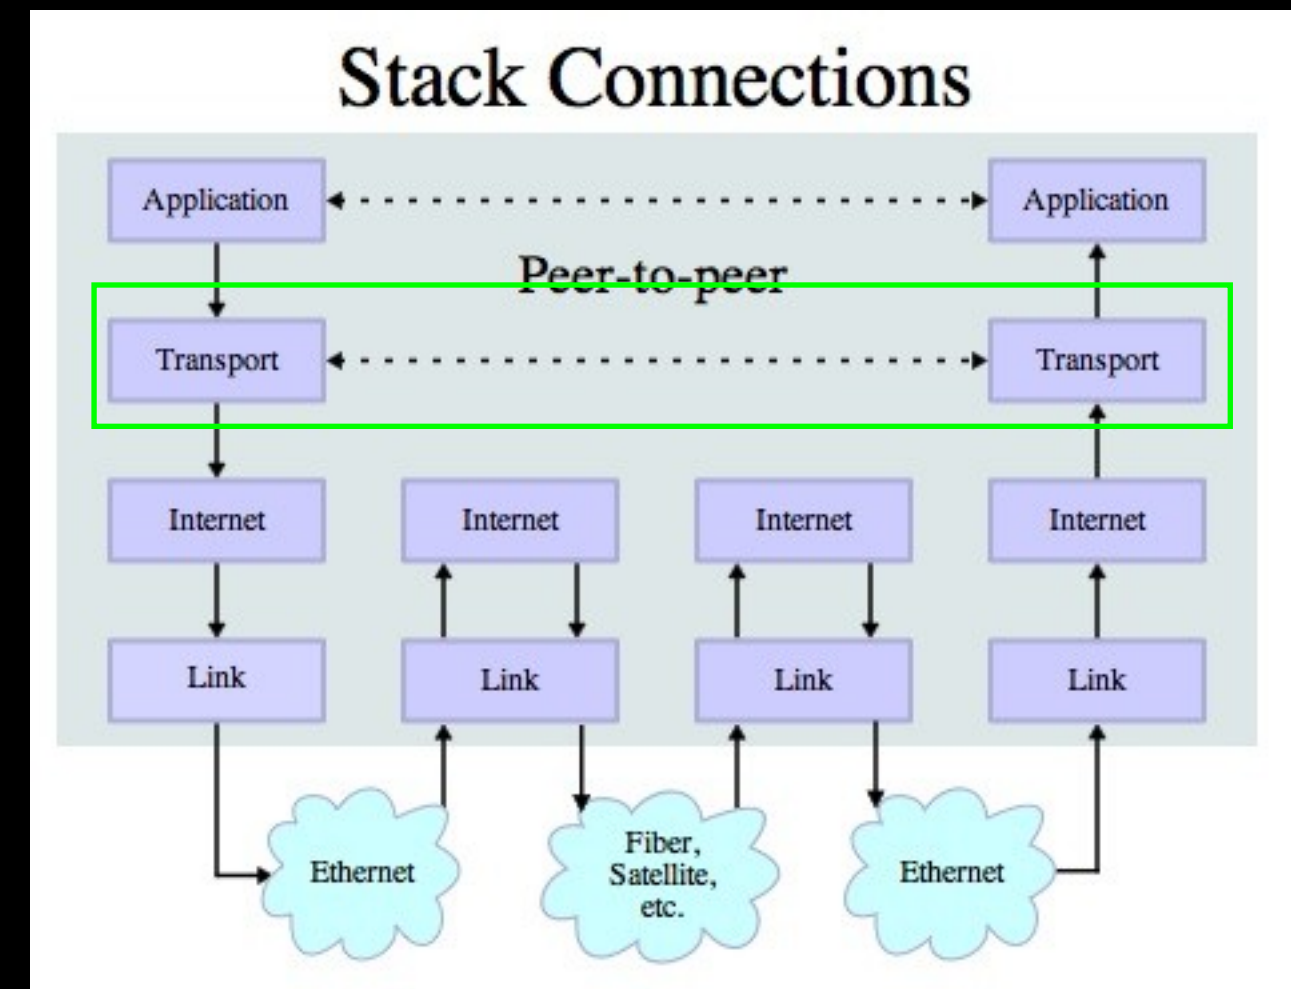 Stack Connections
Application
Application
Peer-to-peer
Transport
Transport
Internet
Internet
Internet
Internet
Link
Link
Link
Link
Ethernet
Fiber,
Satellite,
etc.
Ethernet